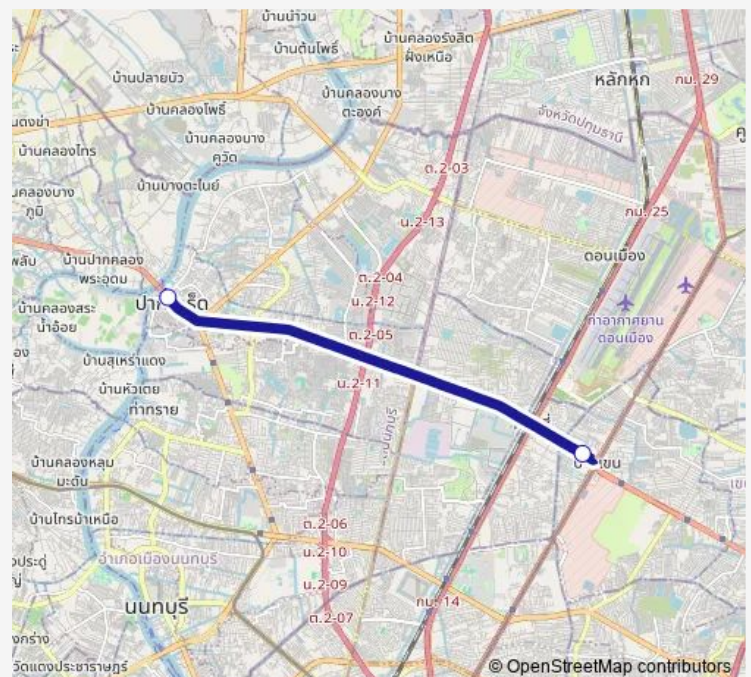 บ้านน้ำวน
บ้านคลองรังสิต
ฝั่งเหนือ
บ้านต้นโพธิ์
หลักหก
กม. 29
บ้านปลายบัว
บ้านคลองโพธิ์
บ้านคลองบาง
ตะองค์
จังหวัดปทุมธานี
บ้านคลองไทร
บ้านคลองบาง
คูวัด
ต.2-03
บ้านบางตะไนย์
ภูมิ
น.2-13
กม. 25
ดอนเมือง
บ้านปากคลอง
พระอุดม
ต.2-04
น.2-12
บ้านคลองสระ
น้ำอ้อย
ท่าอากาศยาน
ดอนเมือง
ต.2-05
บ้านสุเหร่าแดง
น.2-11
บ้านหัวเตย
ท่าทราย
บ้านคลองหลุม
มะดัน
บ้านไทรม้าเหนือ
ต.2-06
น.2-10
อำเภอเมืองนนทบุรี
น.2-09
กม. 14
นนทบุรี
ต.2-07
© OpenStreetMap contributors